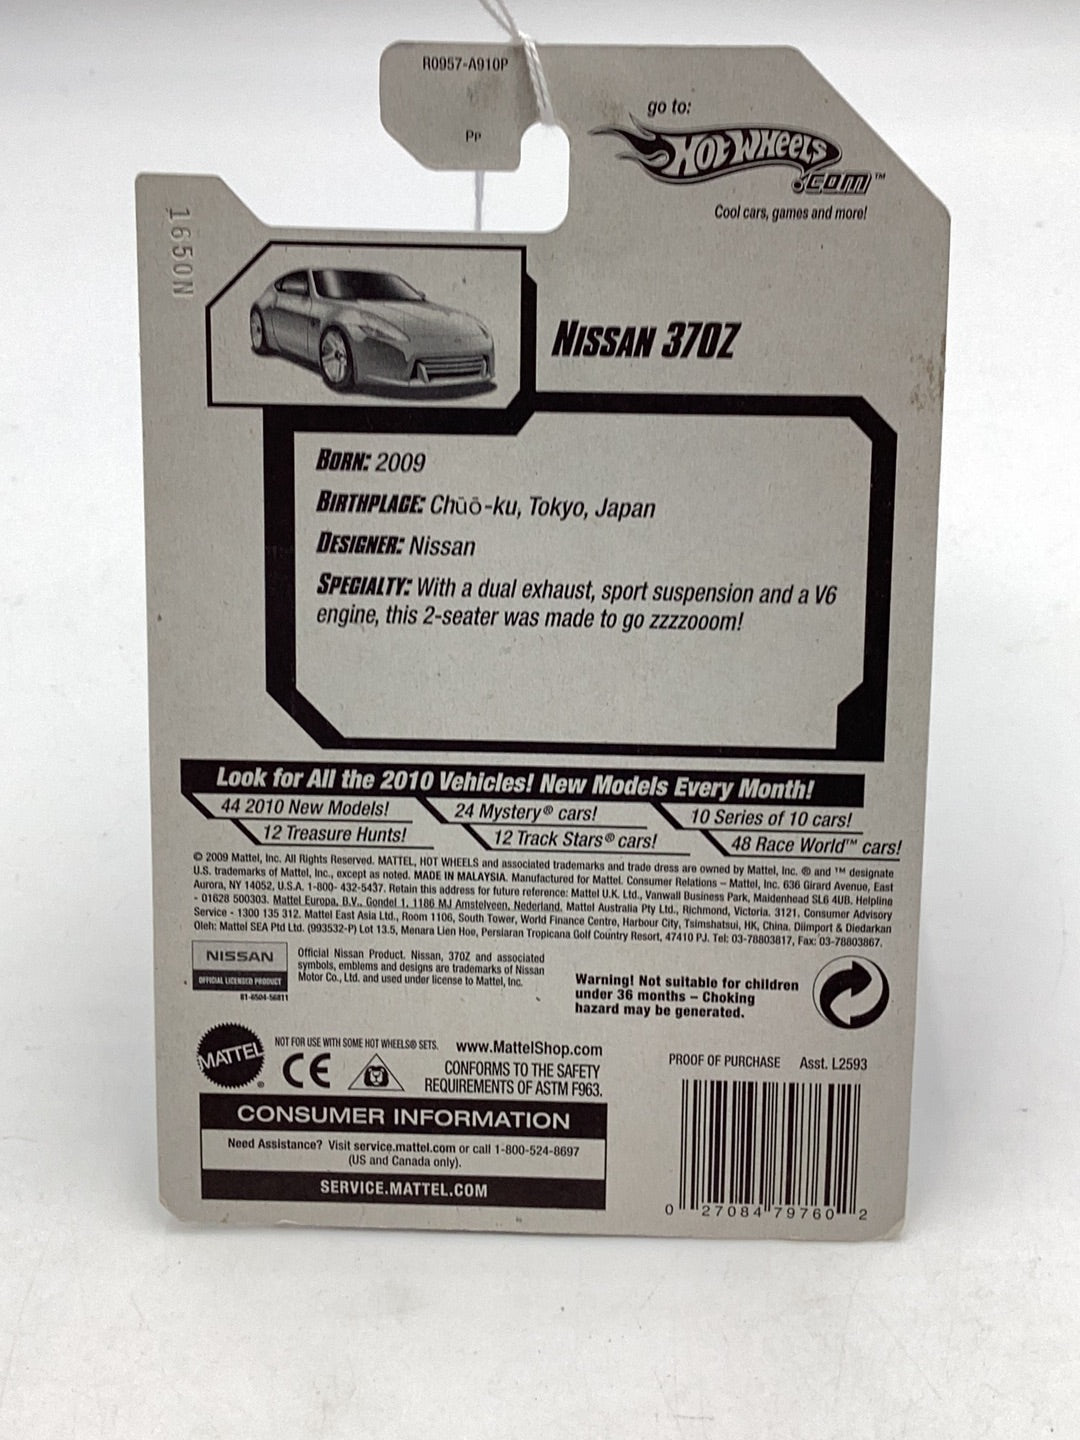 R0957-A910P
Pp
go to:
HOT WHEELS
.COM™
Cool cars, games and more!
1650N
NISSAN 370Z
BORN: 2009
BIRTHPLACE: Chūō-ku, Tokyo, Japan
DESIGNER: Nissan
SPECIALTY: With a dual exhaust, sport suspension and a V6
engine, this 2-seater was made to go zzzzooom!
Look for All the 2010 Vehicles! New Models Every Month!
44 2010 New Models! 24 Mystery® cars! 10 Series of 10 cars!
12 Treasure Hunts! 12 Track Stars® cars! 48 Race World™ cars!
© 2009 Mattel, Inc. All Rights Reserved. MATTEL, HOT WHEELS and associated trademarks and trade dress are owned by Mattel, Inc. ® and ™ designate
U.S. trademarks of Mattel, Inc., except as noted. MADE IN MALAYSIA. Manufactured for Mattel. Consumer Relations – Mattel, Inc. 636 Girard Avenue, East
Aurora, NY 14052, U.S.A. 1-800- 432-5437. Retain this address for future reference: Mattel U.K. Ltd., Vanwall Business Park, Maidenhead SL6 4UB. Helpline
- 01628 500303. Mattel Europa, B.V., Gondel 1, 1186 MJ Amstelveen, Nederland. Mattel Australia Pty Ltd., Richmond, Victoria. 3121. Consumer Advisory
Service - 1300 135 312. Mattel East Asia Ltd., Room 1106, South Tower, World Finance Centre, Harbour City, Tsimshatsui, HK, China. Diimport & Diedarkan
Oleh: Mattel SEA Ptd Ltd. (993532-P) Lot 13.5, Menara Lien Hoe, Persiaran Tropicana Golf Country Resort, 47410 PJ. Tel: 03-78803817, Fax: 03-78803867.
NISSAN
OFFICIAL LICENSED PRODUCT
81-6504-56811
Official Nissan Product. Nissan, 370Z and associated
symbols, emblems and designs are trademarks of Nissan
Motor Co., Ltd. and used under license to Mattel, Inc.
Warning! Not suitable for children
under 36 months – Choking
hazard may be generated.
MATTEL®
NOT FOR USE WITH SOME HOT WHEELS® SETS.
CE
www.MattelShop.com
CONFORMS TO THE SAFETY
REQUIREMENTS OF ASTM F963.
PROOF OF PURCHASE Asst. L2593
CONSUMER INFORMATION
Need Assistance? Visit service.mattel.com or call 1-800-524-8697
(US and Canada only).
SERVICE.MATTEL.COM
0 27084 79760 2